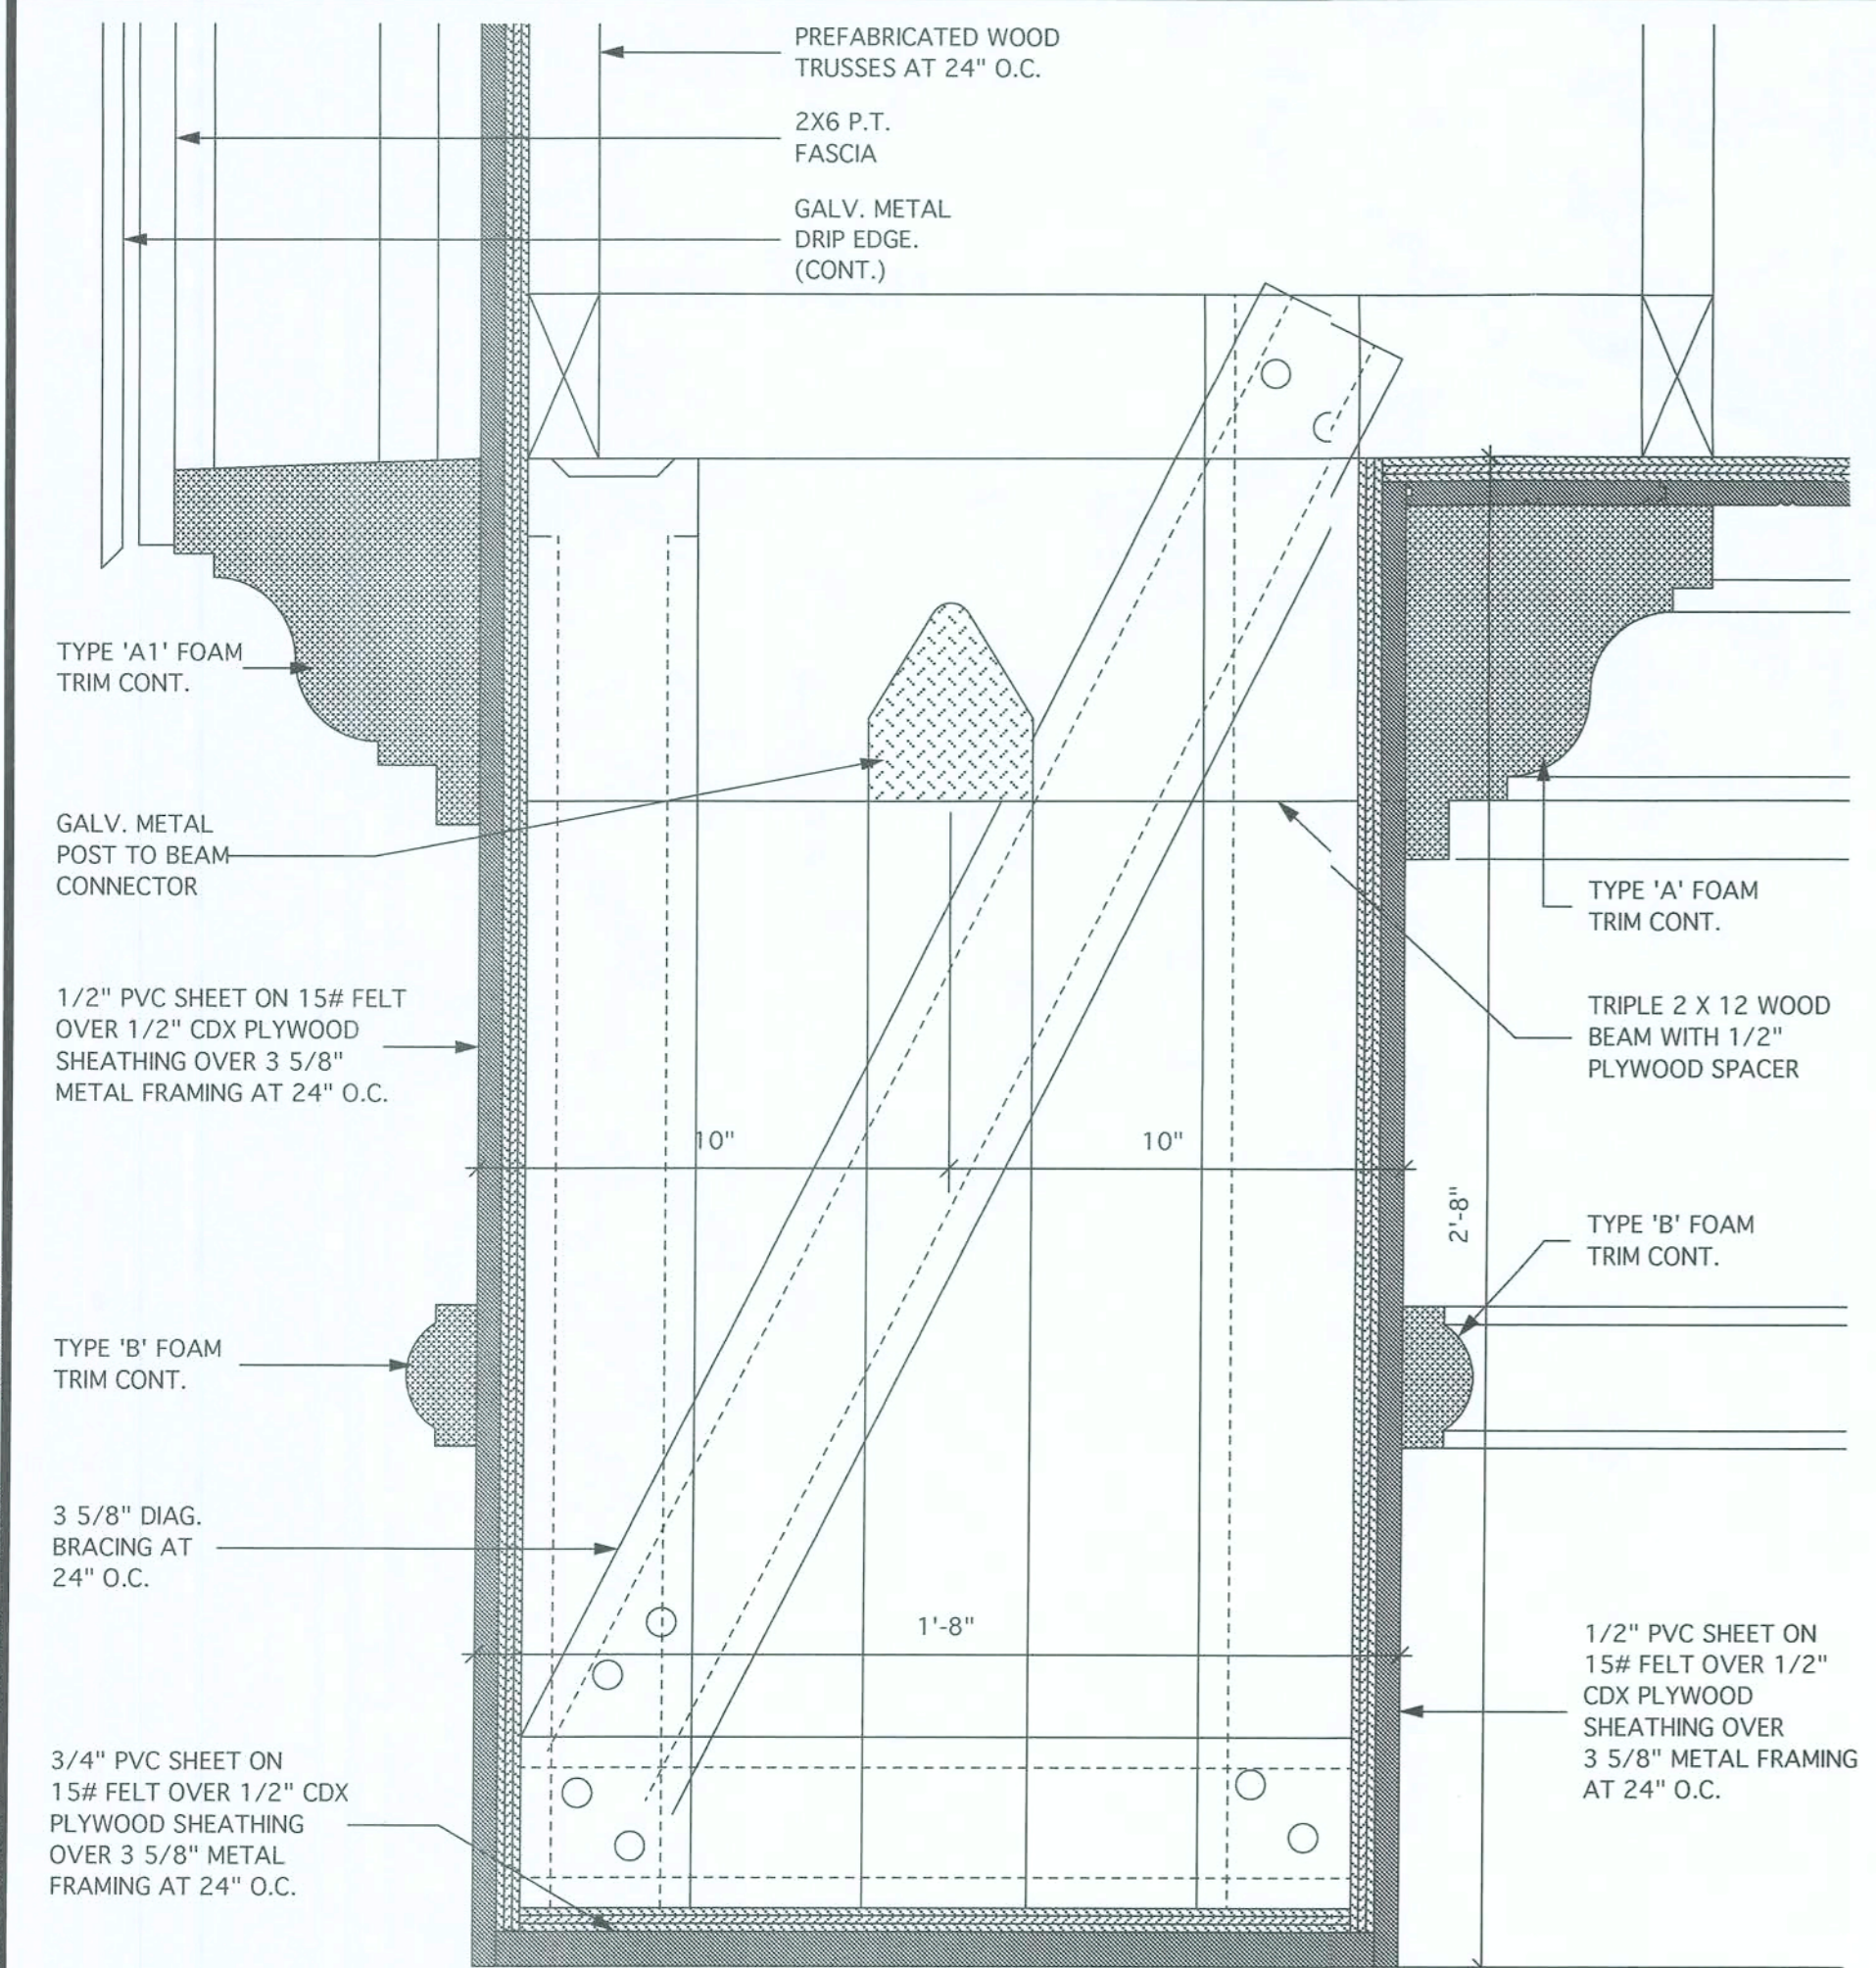 PREFABRICATED WOOD
TRUSSES AT 24" O.C.
2X6 P.T.
FASCIA
GALV. METAL
DRIP EDGE.
(CONT.)
TYPE 'A1' FOAM
TRIM CONT.
GALV. METAL
POST TO BEAM
CONNECTOR
TYPE 'A' FOAM
TRIM CONT.
1/2" PVC SHEET ON 15# FELT
OVER 1/2" CDX PLYWOOD
SHEATHING OVER 3 5/8"
METAL FRAMING AT 24" O.C.
TRIPLE 2 X 12 WOOD
BEAM WITH 1/2"
PLYWOOD SPACER
10"
10"
2'-8"
TYPE 'B' FOAM
TRIM CONT.
TYPE 'B' FOAM
TRIM CONT.
3 5/8" DIAG.
BRACING AT
24" O.C.
1'-8"
1/2" PVC SHEET ON
15# FELT OVER 1/2"
CDX PLYWOOD
SHEATHING OVER
3 5/8" METAL FRAMING
AT 24" O.C.
3/4" PVC SHEET ON
15# FELT OVER 1/2" CDX
PLYWOOD SHEATHING
OVER 3 5/8" METAL
FRAMING AT 24" O.C.